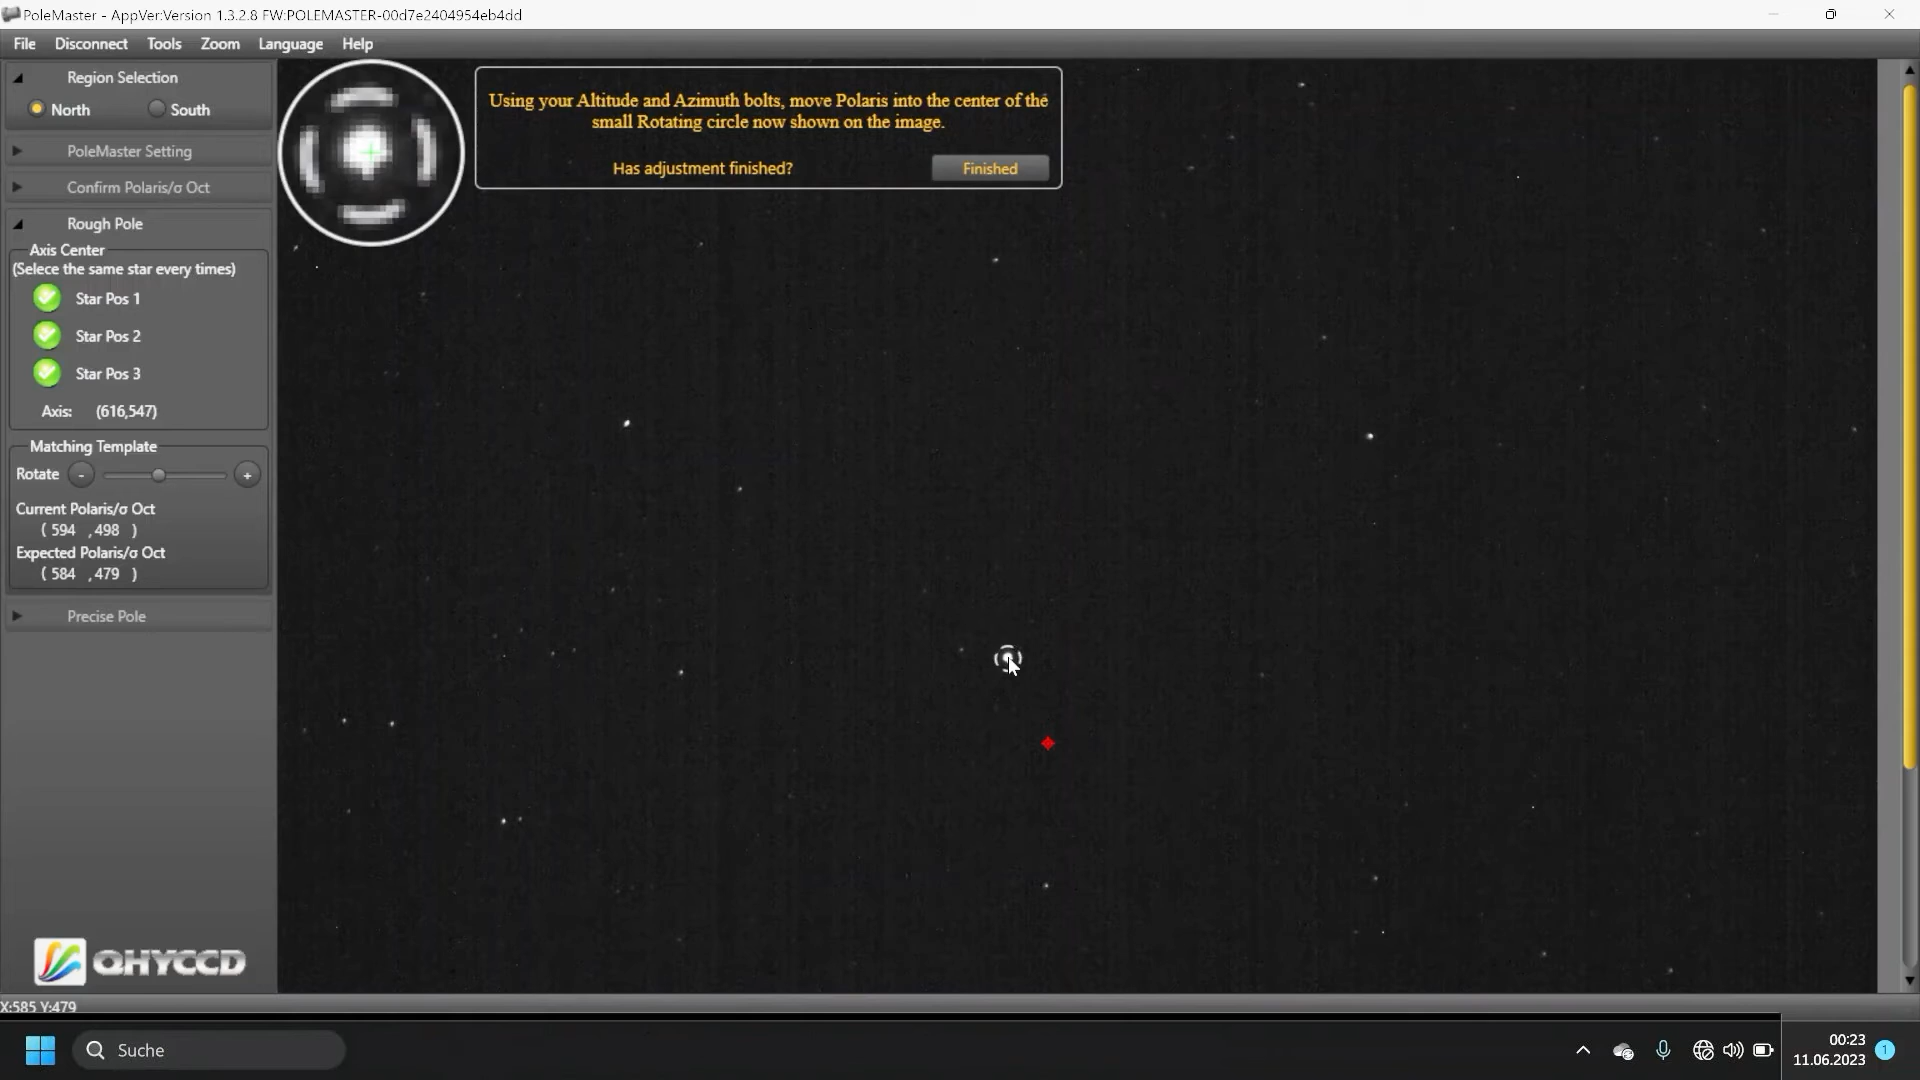 PoleMaster - AppVer:Version 1.3.2.8 FW:POLEMASTER-00d7e2404954eb4dd
File Disconnect Tools Zoom Language Help
Region Selection
North South
PoleMaster Setting
Confirm Polaris/σ Oct
Rough Pole
Axis Center
(Selece the same star every times)
Star Pos 1
Star Pos 2
Star Pos 3
Axis: (616,547)
Matching Template
Rotate - +
Current Polaris/σ Oct
( 594 ,498 )
Expected Polaris/σ Oct
( 584 ,479 )
Precise Pole
QHYCCD
Using your Altitude and Azimuth bolts, move Polaris into the center of the
small Rotating circle now shown on the image.
Has adjustment finished? Finished
X:585 Y:479
Suche
00:23
11.06.2023
1